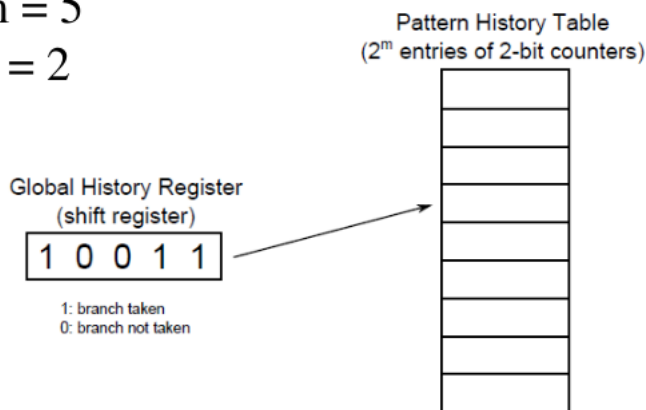 = 5
= 2
Pattern History Table
(2^m entries of 2-bit counters)
Global History Register
(shift register)
1 0 0 1 1
1: branch taken
0: branch not taken